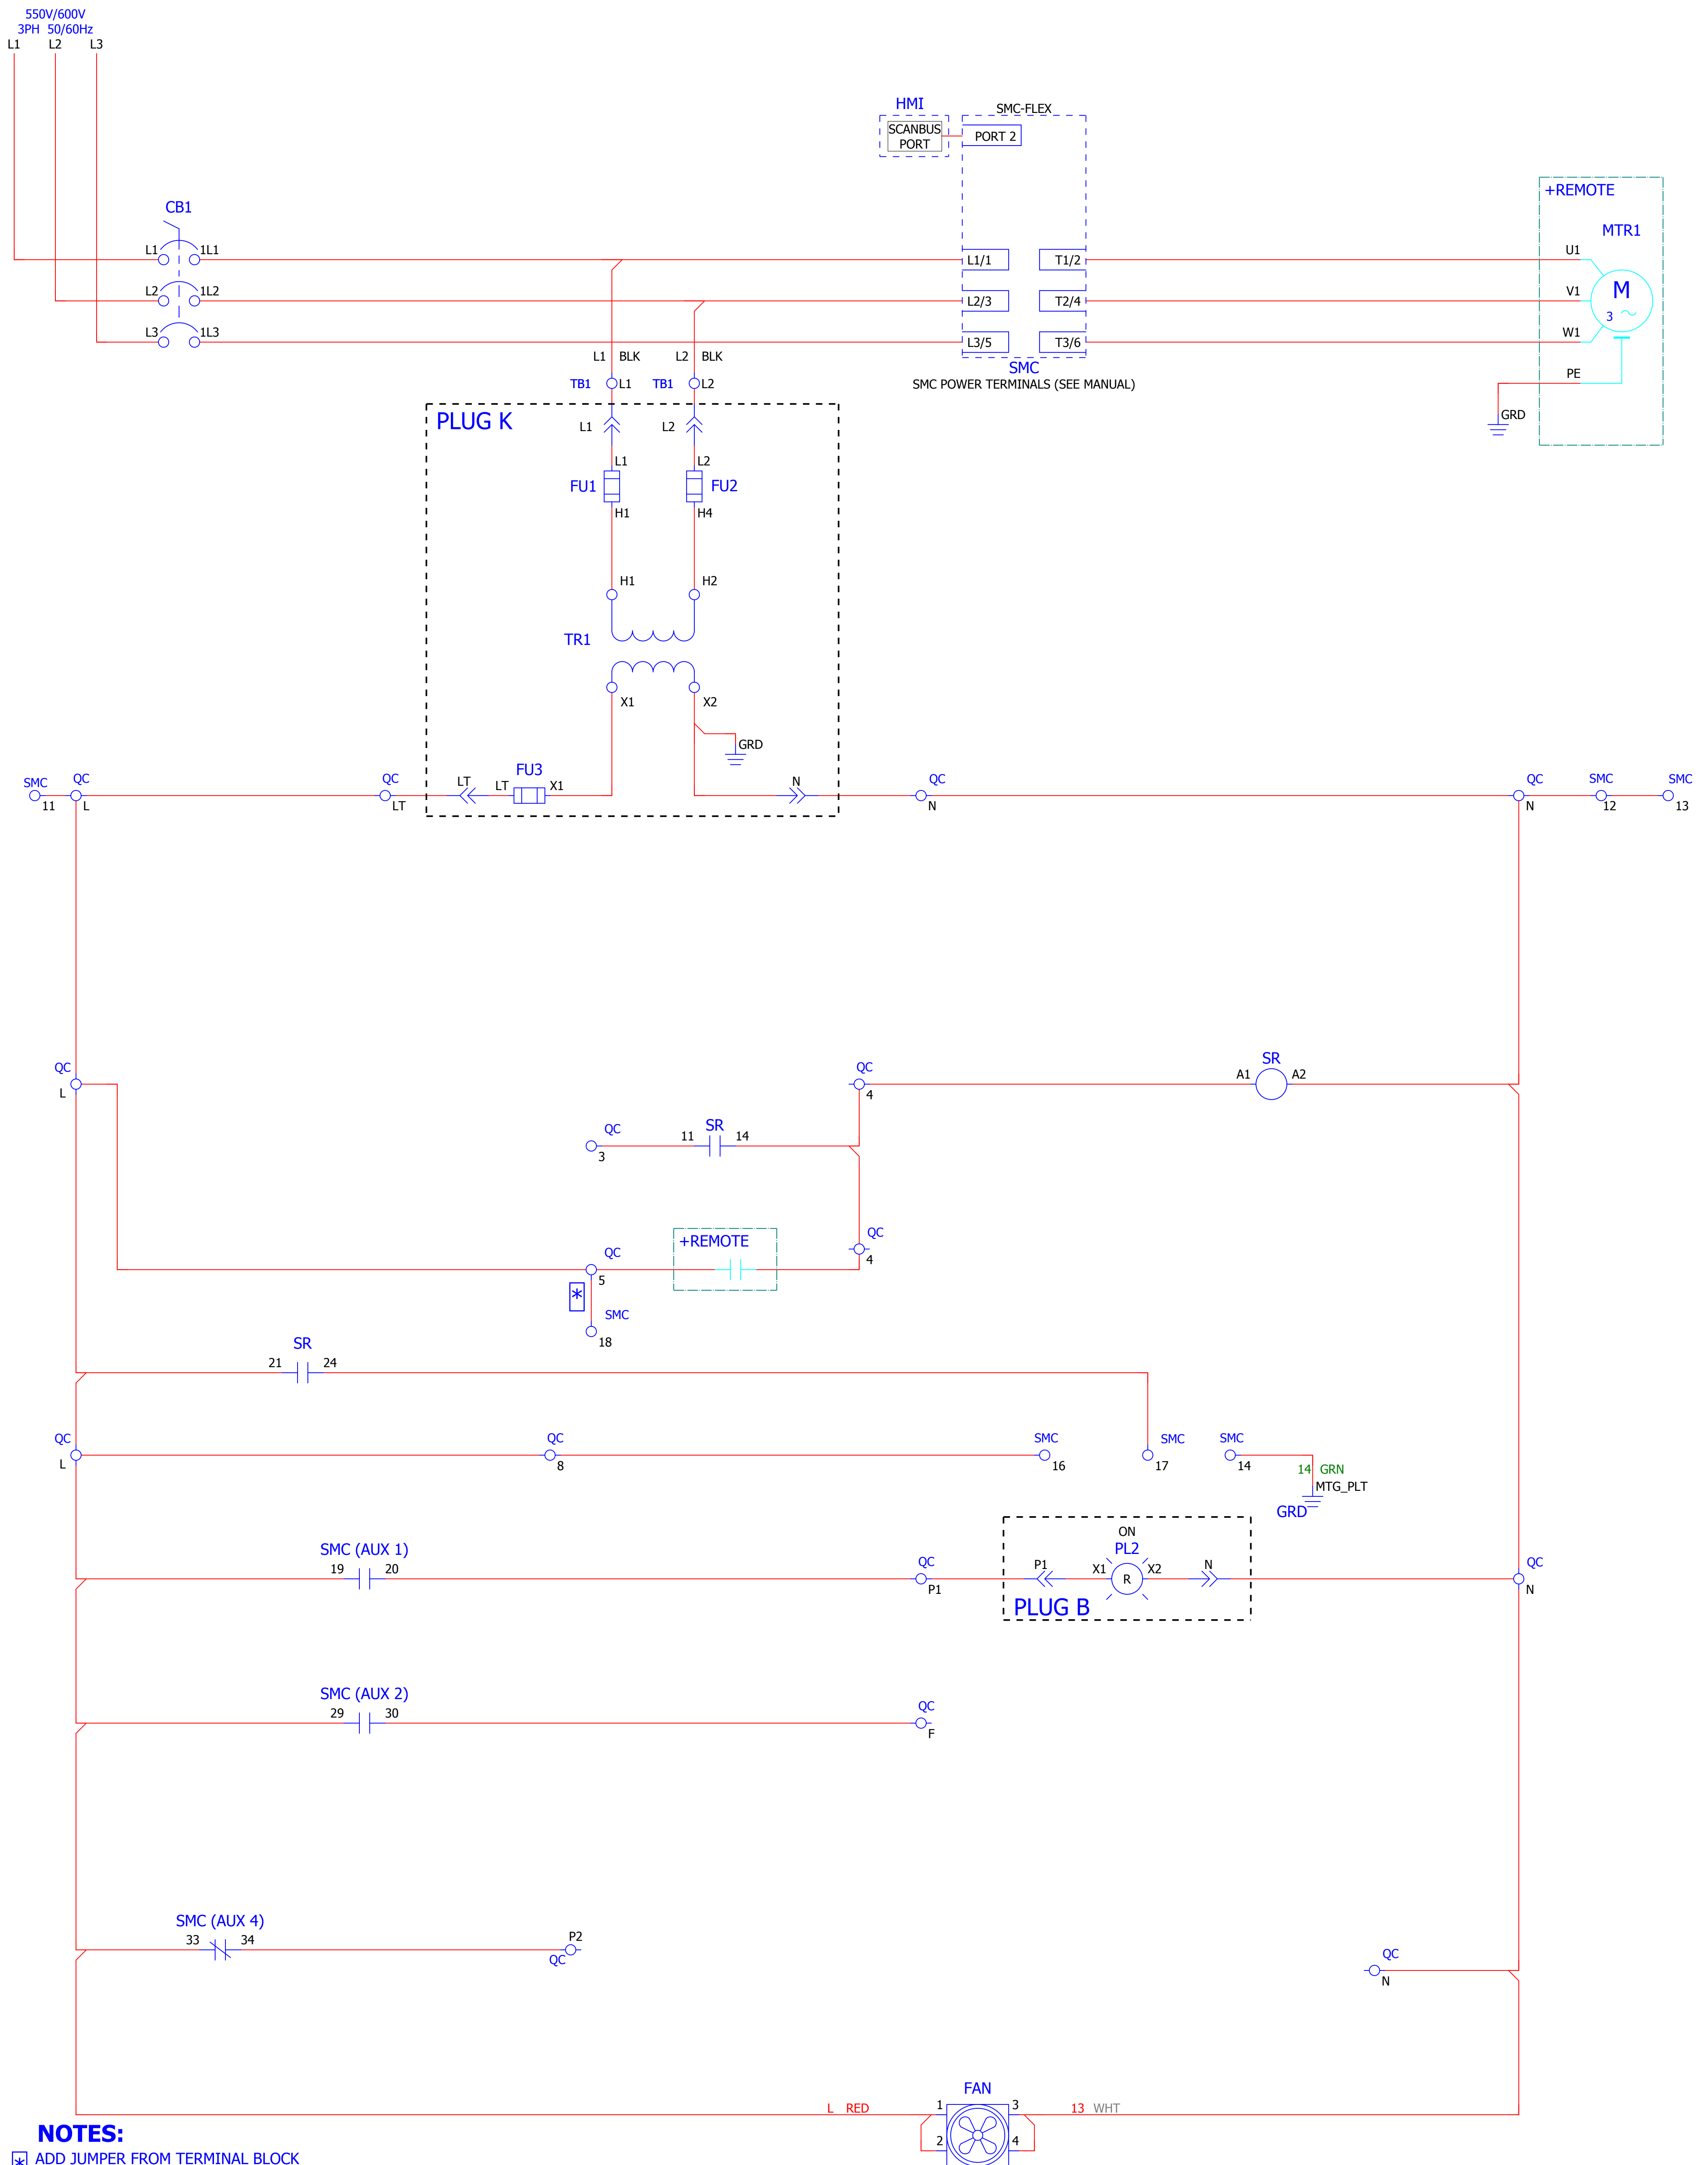 550V/600V
3PH 50/60Hz
L1 L2 L3
HMI
SMC-FLEX
SCANBUS
PORT
PORT 2
+REMOTE
CB1
MTR1
L1 1L1
L1/1 T1/2
U1
L2 1L2
L2/3 T2/4
V1
M
3
L3 1L3
L3/5 T3/6
W1
L1 BLK L2 BLK
SMC
PE
TB1 L1 TB1 L2
SMC POWER TERMINALS (SEE MANUAL)
GRD
PLUG K
L1 L2
L1 L2
FU1 FU2
H1 H4
H1 H2
TR1
X1 X2
GRD
SMC QC QC
LT LT FU3 X1
N
QC
QC SMC SMC
11 L LT
N
N 12 13
QC
L
QC
4
SR
A1 A2
QC
3
SR
11 14
QC
4
+REMOTE
QC
5
*
SMC
18
SR
21 24
QC
L
QC
8
SMC
16
SMC
17
SMC
14
14 GRN
MTG_PLT
GRD
SMC (AUX 1)
19 20
QC
P1
ON
PL2
P1 X1 R X2 N
PLUG B
QC
N
SMC (AUX 2)
29 30
QC
F
SMC (AUX 4)
33 34
P2
QC
QC
N
FAN
L RED
1 3
2 4
13 WHT
NOTES:
* ADD JUMPER FROM TERMINAL BLOCK